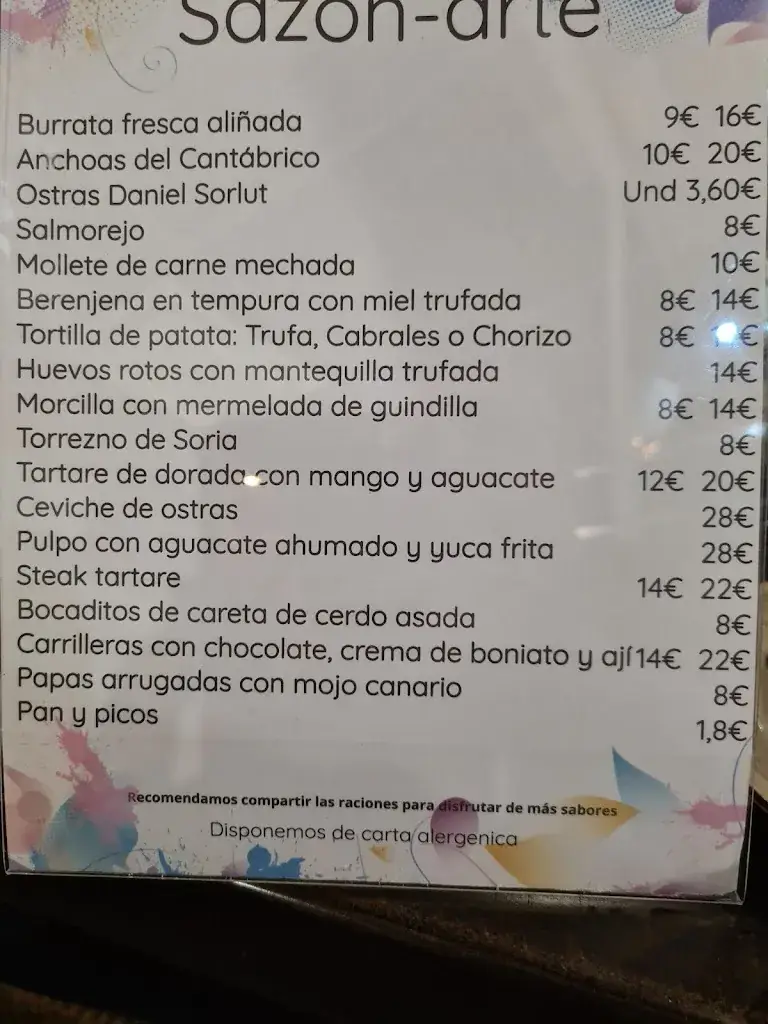 Sazón-arte
Burrata fresca aliñada 9€ 16€
Anchoas del Cantábrico 10€ 20€
Ostras Daniel Sorlut Und 3,60€
Salmorejo 8€
Mollete de carne mechada 10€
Berenjena en tempura con miel trufada 8€ 14€
Tortilla de patata: Trufa, Cabrales o Chorizo 8€
Huevos rotos con mantequilla trufada 14€
Morcilla con mermelada de guindilla 8€ 14€
Torrezno de Soria 8€
Tartare de dorada con mango y aguacate 12€ 20€
Ceviche de ostras 28€
Pulpo con aguacate ahumado y yuca frita 28€
Steak tartare 14€ 22€
Bocaditos de careta de cerdo asada 8€
Carrilleras con chocolate, crema de boniato y ají 14€ 22€
Papas arrugadas con mojo canario 8€
Pan y picos 1,8€
Recomendamos compartir las raciones para disfrutar de más sabores
Disponemos de carta alergenica